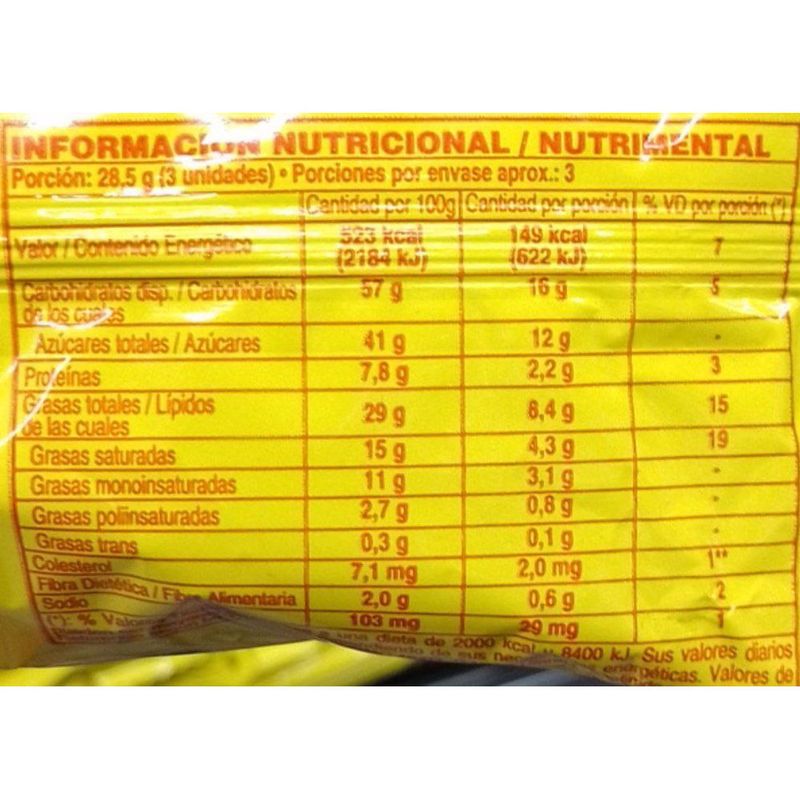 INFORMACIÓN NUTRICIONAL / NUTRIMENTAL
Porción: 28,5 g (3 unidades) • Porciones por envase aprox.: 3
Cantidad por 100g Cantidad por porción % VD por porción (*)
Valor / Contenido Energético 523 kcal (2184 kJ) 149 kcal (622 kJ) 7
Carbohidratos disp. / Carbohidratos 57 g 16 g 5
de los cuales
Azúcares totales / Azúcares 41 g 12 g -
Proteínas 7,8 g 2,2 g 3
Grasas totales / Lípidos 29 g 8,4 g 15
de las cuales
Grasas saturadas 15 g 4,3 g 19
Grasas monoinsaturadas 11 g 3,1 g -
Grasas poliinsaturadas 2,7 g 0,8 g -
Grasas trans 0,3 g 0,1 g -
Colesterol 7,1 mg 2,0 mg 1**
Fibra Dietética / Fibra Alimentaria 2,0 g 0,6 g 2
Sodio 103 mg 29 mg 1
(*): % Valores a una dieta de 2000 kcal u 8400 kJ. Sus valores diarios
dependiendo de sus energéticas. Valores de